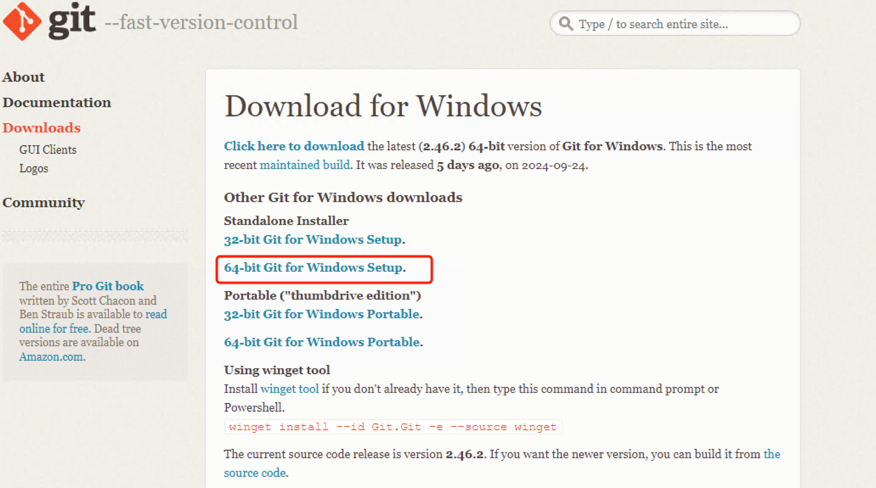 git --fast-version-control
Type / to search entire site...
About
Documentation
Downloads
GUI Clients
Logos
Community
The entire Pro Git book
written by Scott Chacon and
Ben Straub is available to read
online for free. Dead tree
versions are available on
Amazon.com.
Download for Windows
Click here to download the latest (2.46.2) 64-bit version of Git for Windows. This is the most
recent maintained build. It was released 5 days ago, on 2024-09-24.
Other Git for Windows downloads
Standalone Installer
32-bit Git for Windows Setup.
64-bit Git for Windows Setup.
Portable ("thumbdrive edition")
32-bit Git for Windows Portable.
64-bit Git for Windows Portable.
Using winget tool
Install winget tool if you don't already have it, then type this command in command prompt or
Powershell.
winget install --id Git.Git -e --source winget
The current source code release is version 2.46.2. If you want the newer version, you can build it from the
source code.